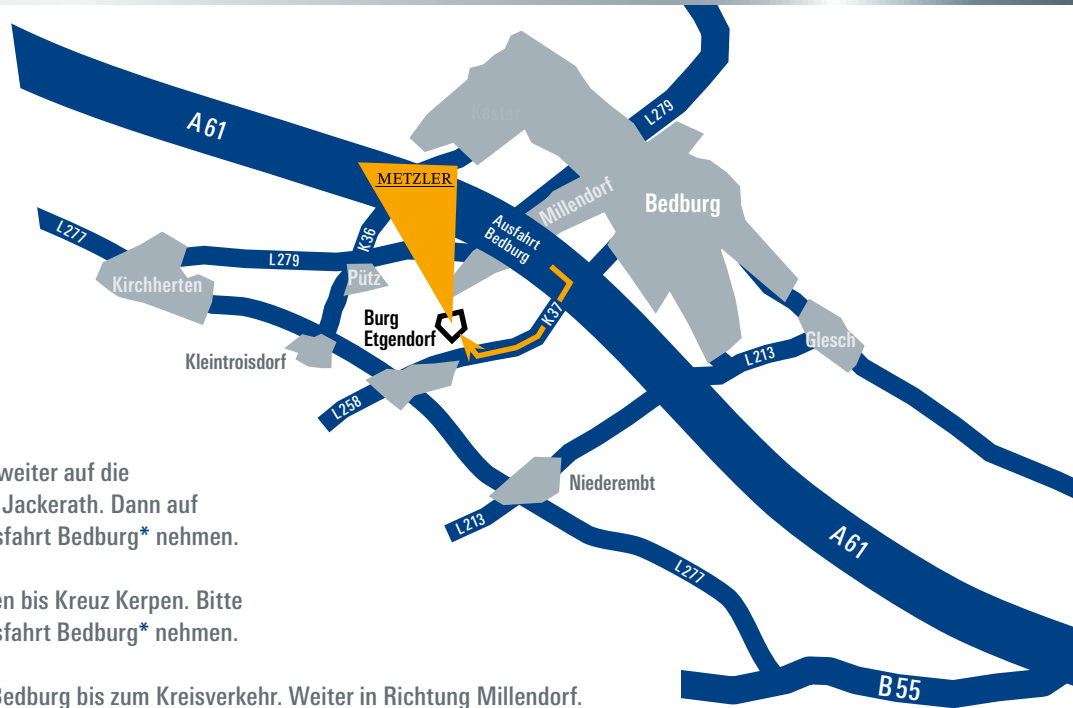 A 61
Kaster
L279
METZLER
Millendorf
Bedburg
L277
K36
Ausfahrt
Bedburg
L279
Kirchherten
Pütz
K37
Burg
Etgendorf
Glesch
Kleintroisdorf
L213
L258
weiter auf die
Jackerath. Dann auf
sfahrt Bedburg* nehmen.
Niederembt
L213
A61
L277
en bis Kreuz Kerpen. Bitte
sfahrt Bedburg* nehmen.
Bedburg bis zum Kreisverkehr. Weiter in Richtung Millendorf.
B 55